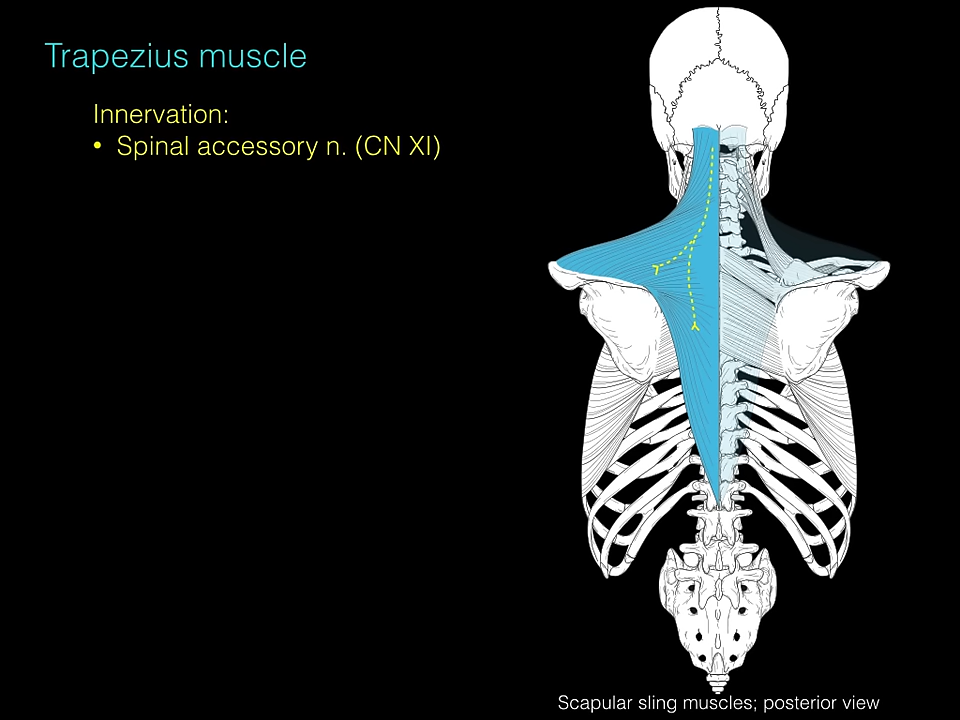 Trapezius muscle
Innervation:
• Spinal accessory n. (CN XI)
Scapular sling muscles; posterior view